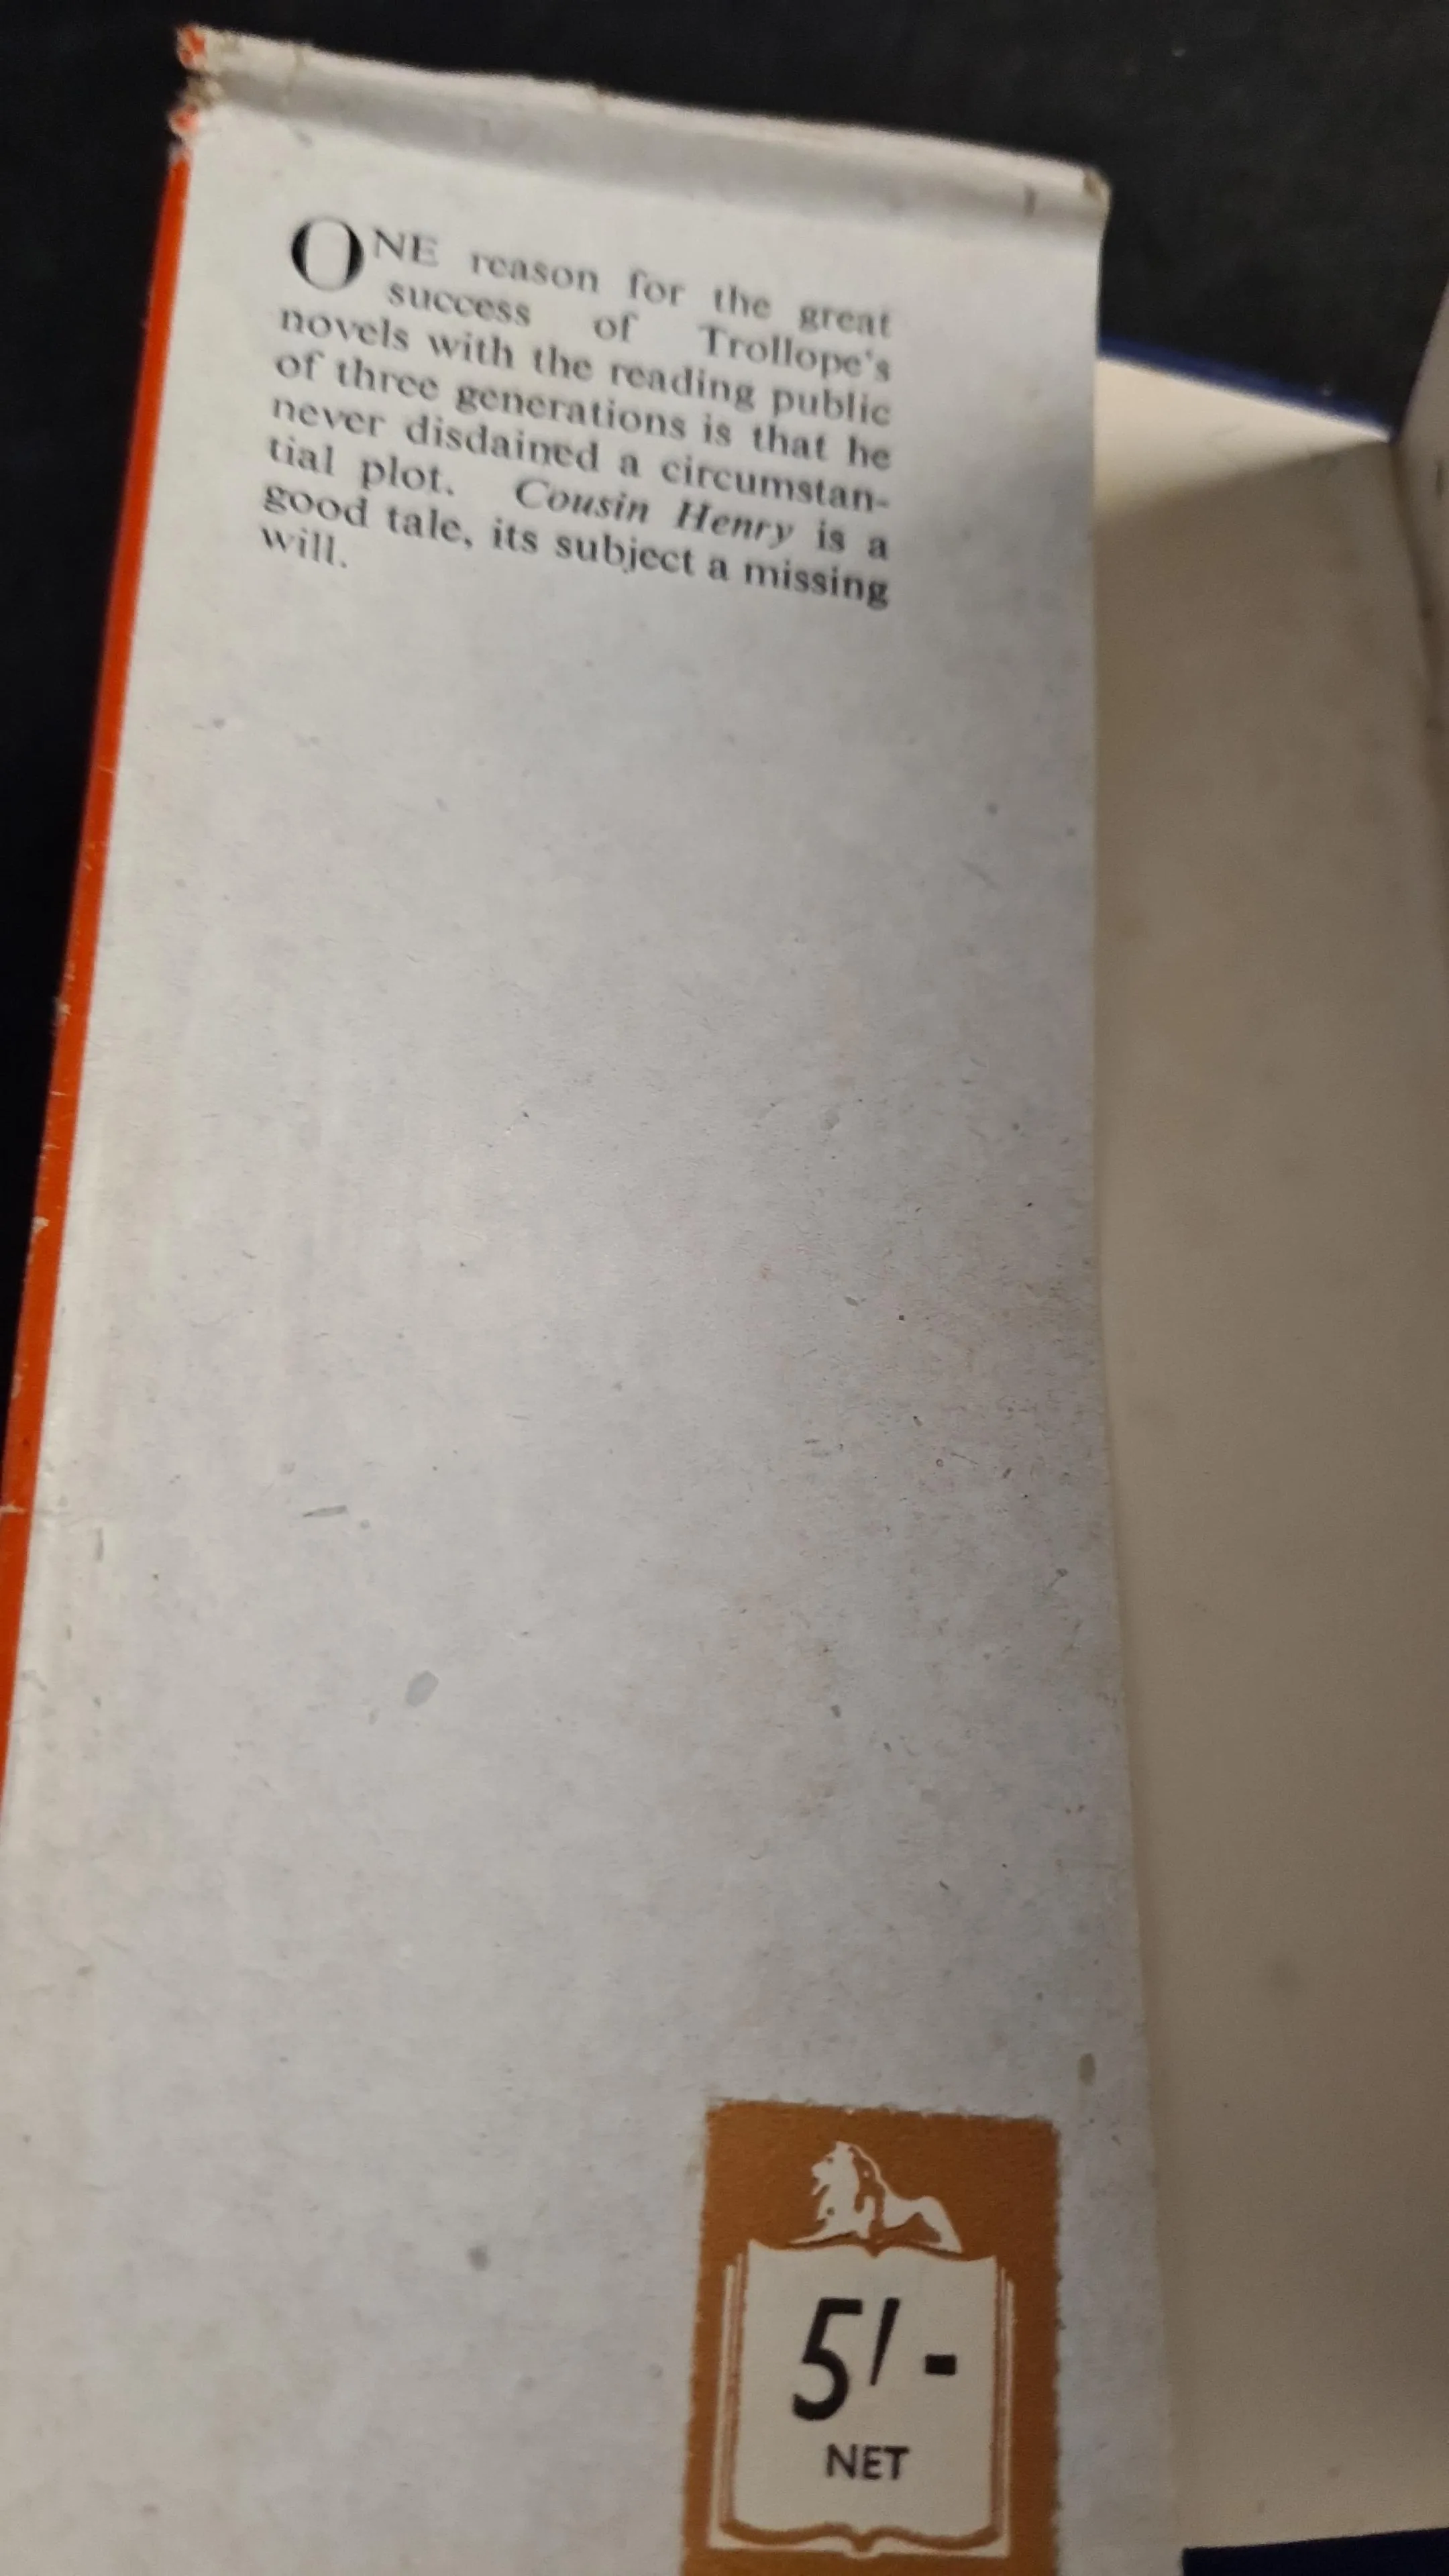 ONE reason for the great
success of Trollope's
novels with the reading public
of three generations is that he
never disdained a circumstan-
tial plot. Cousin Henry is a
good tale, its subject a missing
will.
5/-
NET